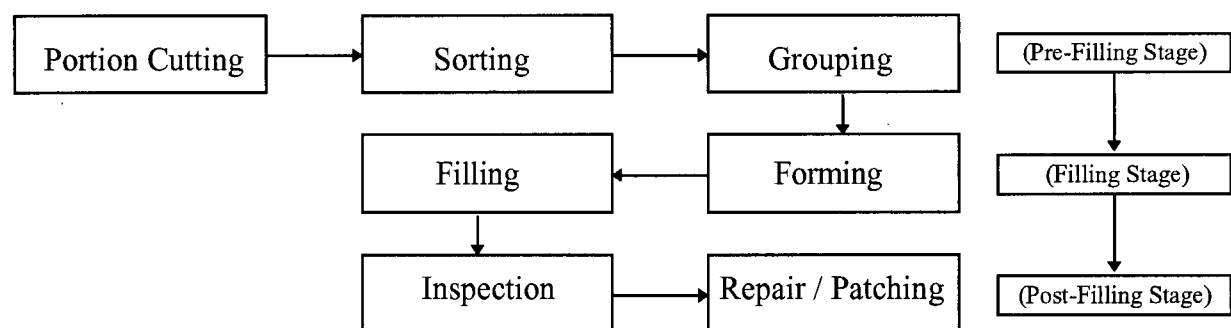 Portion Cutting
Sorting
Grouping
(Pre-Filling Stage)
Filling
Forming
(Filling Stage)
Inspection
Repair / Patching
(Post-Filling Stage)